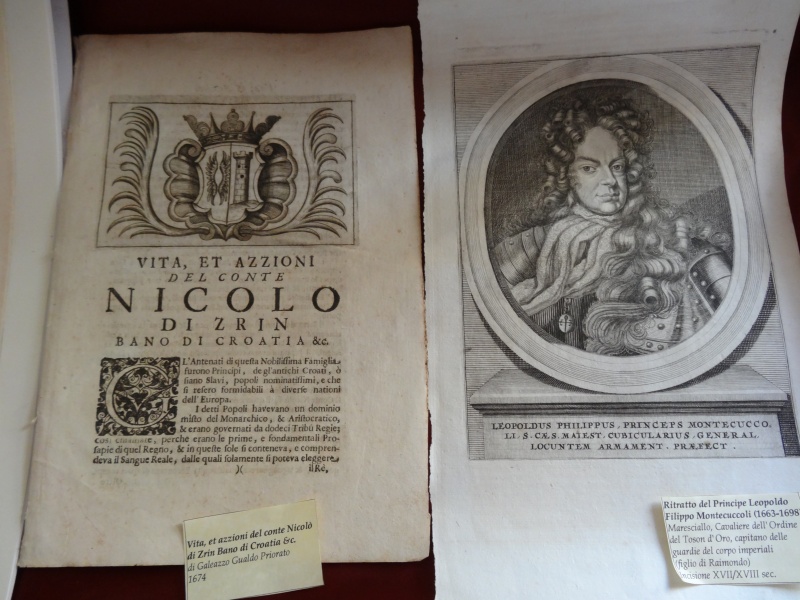 VITA, ET AZZIONI
DEL CONTE
NICOLO
DI ZRIN
BANO DI CROATIA &c.
GL'Antenati di questa Nobilissima Famiglia
furono Principi, de gl'antichi Croati, ò
siano Slavi, popoli nominatissimi, e che
si resero formidabili à diverse nationi
dell'Europa.
I detti Popoli havevano un dominio
misto del Monarchico, & Aristocratico,
& erano governati da dodeci Tribù Regie;
così chiamate, perche erano le prime, e fondamentali Pro-
sapie di quel Regno, & in queste sole si conteneva, e compren-
deva il Sangue Reale, dalle quali solamente si poteva eleggere
)( il Rè,
Vita, et azzioni del conte Nicolò
di Zrin Bano di Croatia &c.
di Galeazzo Gualdo Priorato
1674
LEOPOLDUS PHILIPPUS, PRINCEPS MONTECUCCO.
LI. S. CÆS. MAIEST. CUBICULARIUS, GENERAL.
LOCUNTEM. ARMAMENT. PRÆFECT.
Ritratto del Principe Leopoldo
Filippo Montecuccoli (1663-1698)
Maresciallo, Cavaliere dell' Ordine
del Toson d'Oro, capitano delle
guardie del corpo imperiali
(figlio di Raimondo)
Incisione XVII/XVIII sec.